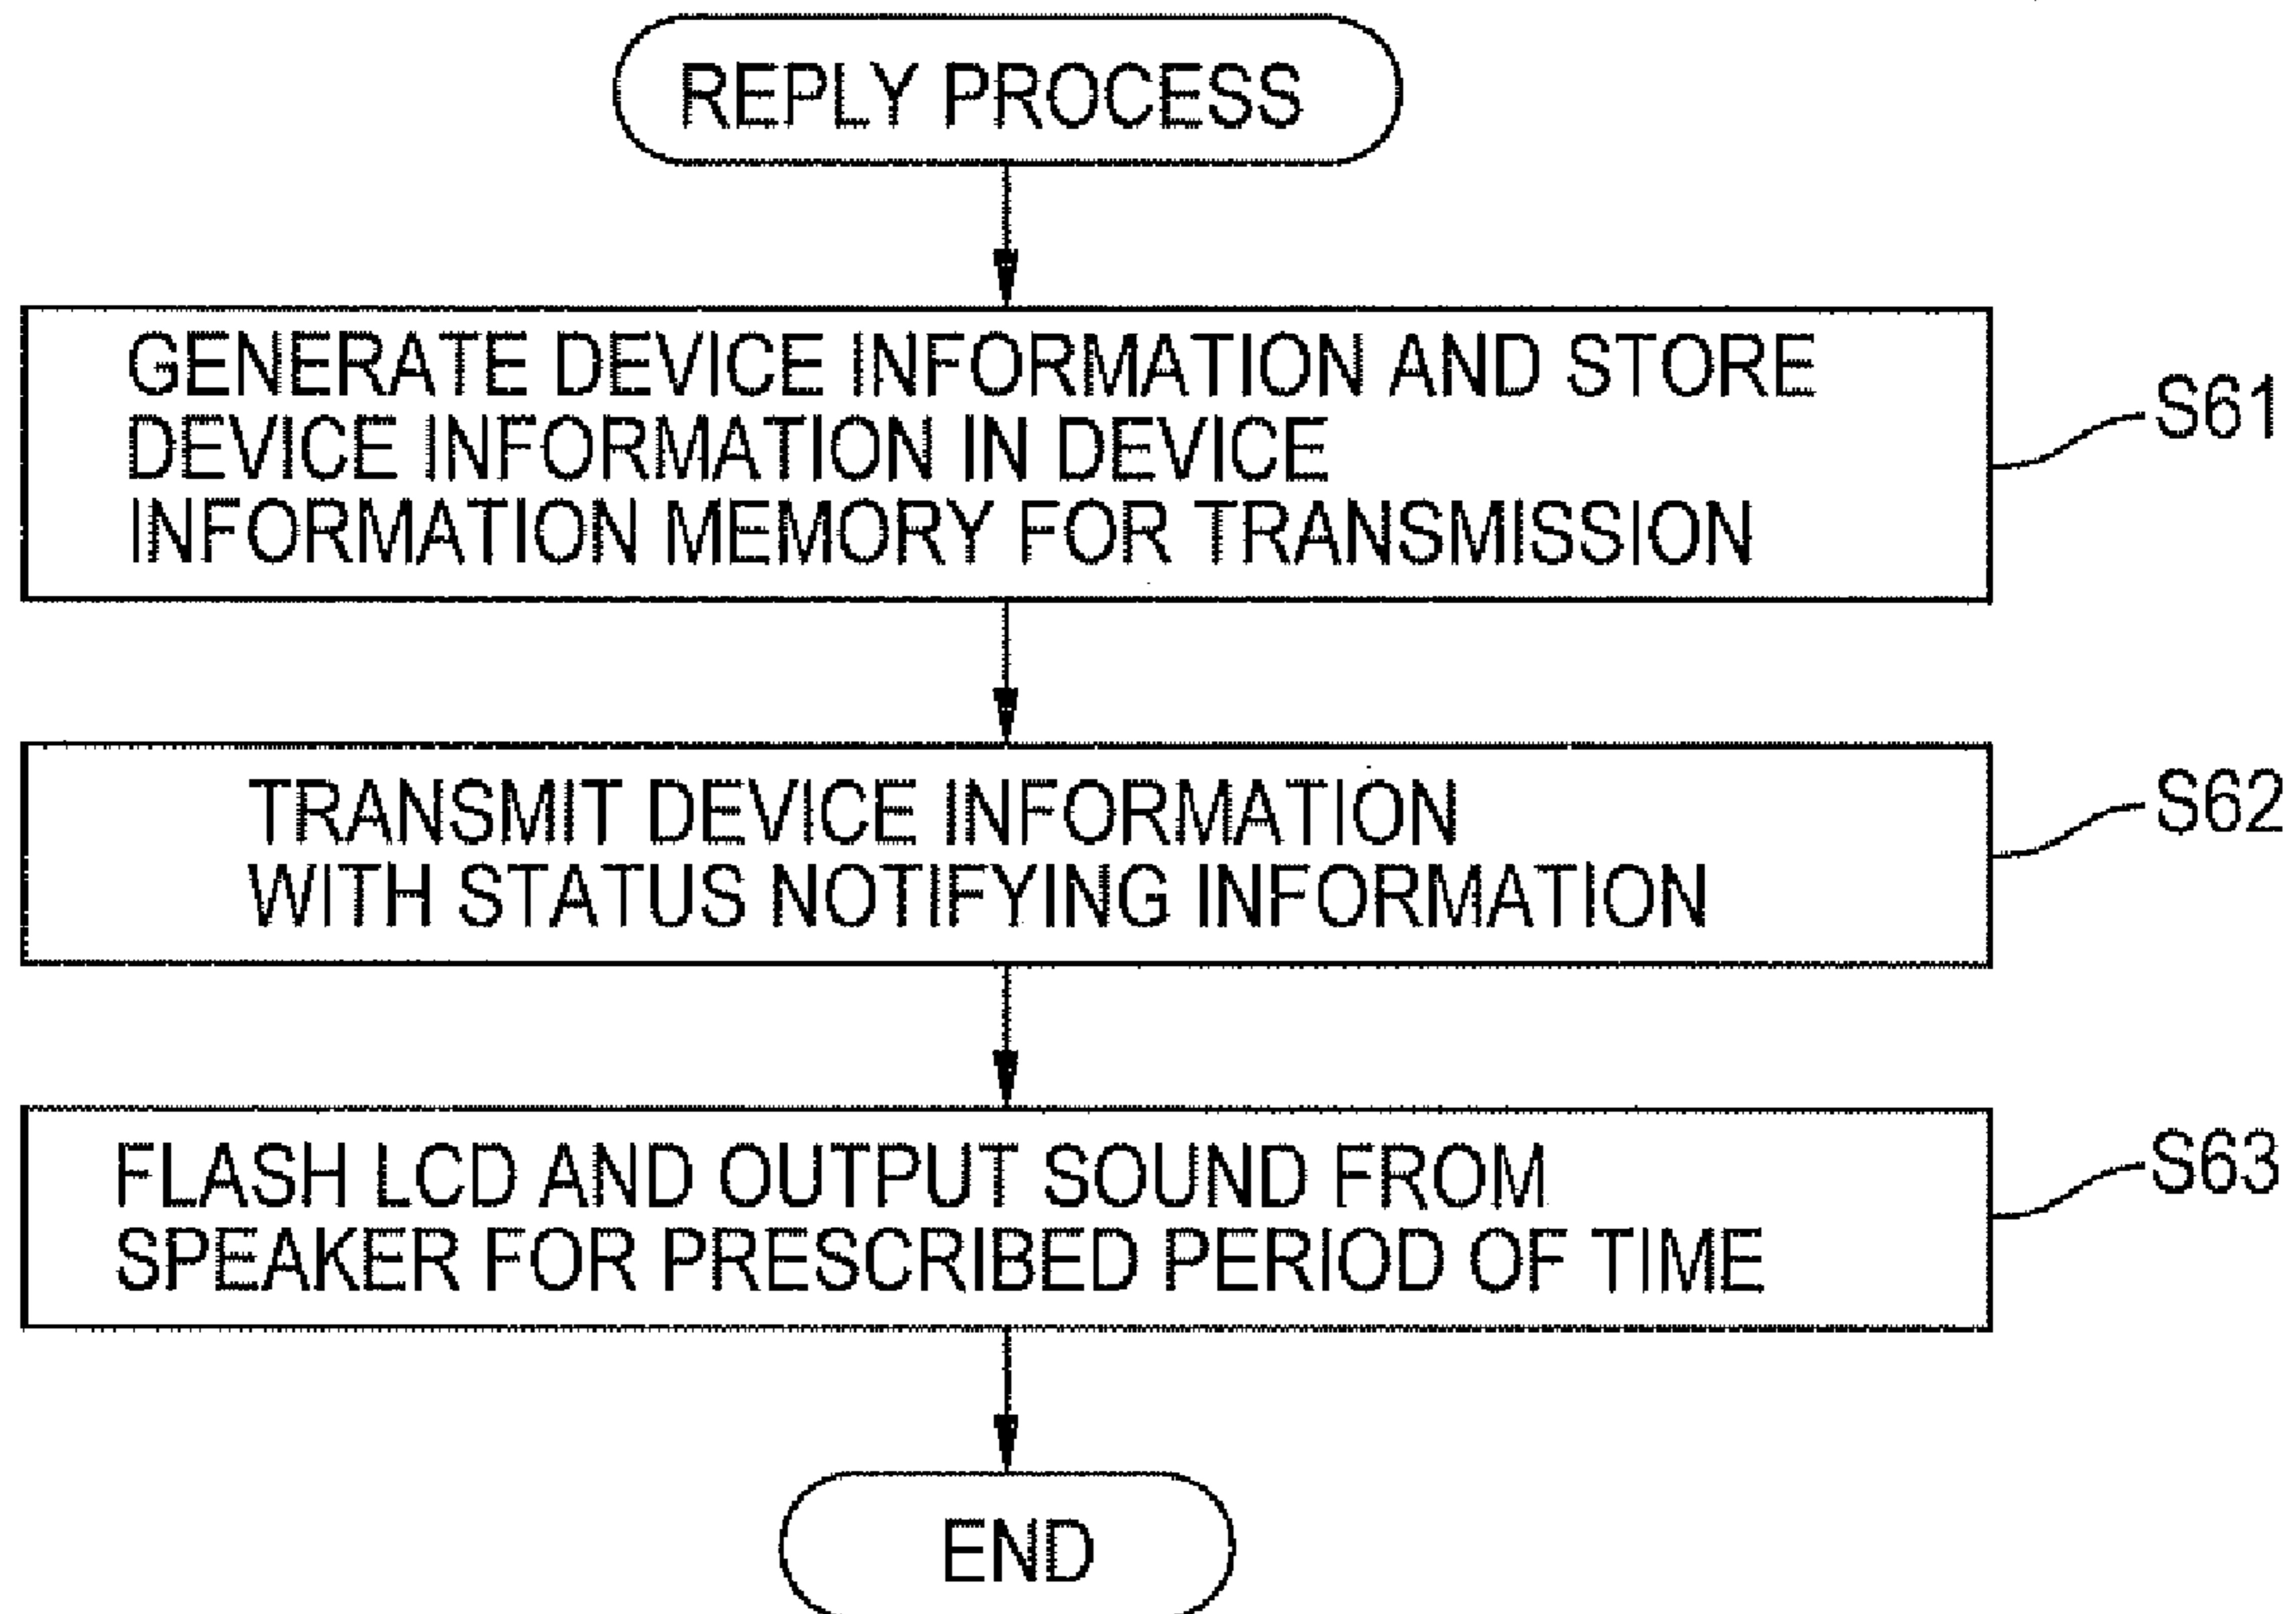 REPLY PROCESS
GENERATE DEVICE INFORMATION AND STORE
DEVICE INFORMATION IN DEVICE
INFORMATION MEMORY FOR TRANSMISSION
S61
TRANSMIT DEVICE INFORMATION
WITH STATUS NOTIFYING INFORMATION
S62
FLASH LCD AND OUTPUT SOUND FROM
SPEAKER FOR PRESCRIBED PERIOD OF TIME
S63
END